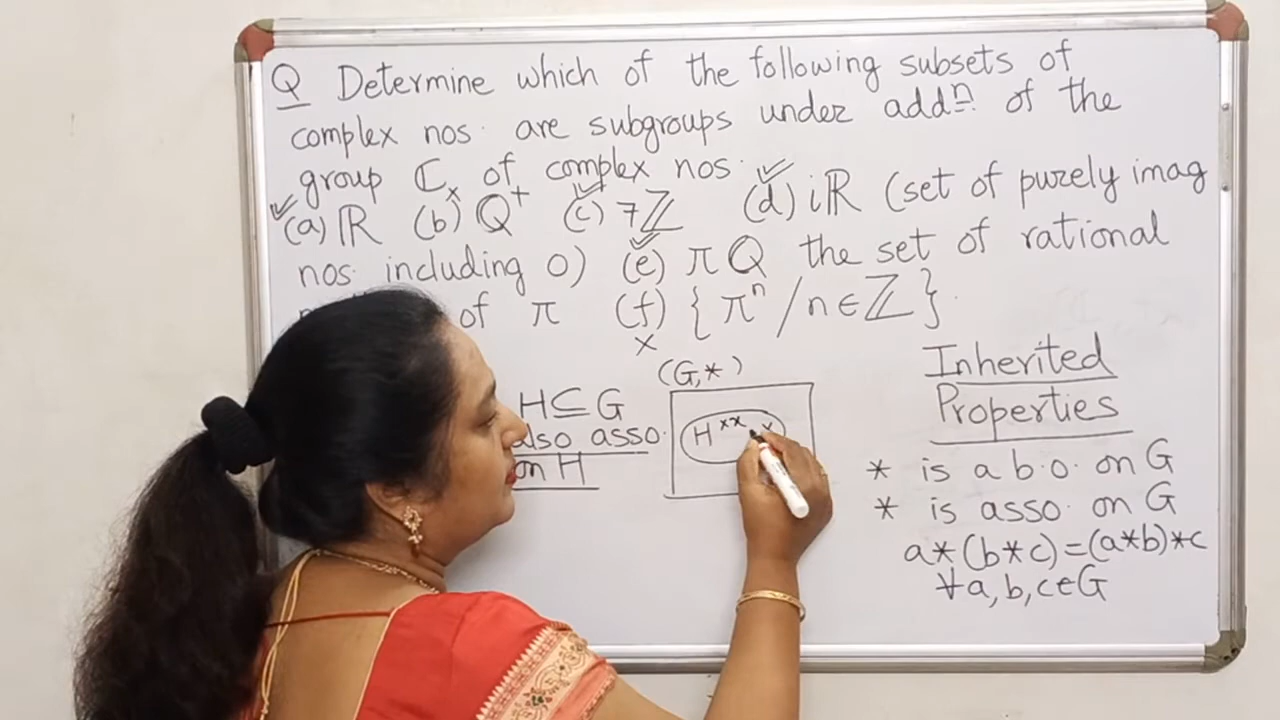 Q Determine which of the following subsets of
complex nos. are subgroups under addn. of the
group ℂ of complex nos.
✓(a) ℝ (b) ℚ⁺ (c) 7ℤ (d) iℝ (set of purely imag
nos. including 0) (e) πℚ the set of rational
of π (f) {πⁿ / n∈ℤ}.
x
(G,*)
H⊆G
also asso.
on H
H x x x
Inherited
Properties
* is a b.o. on G
* is asso. on G
a*(b*c)=(a*b)*c
∀a,b,c∈G